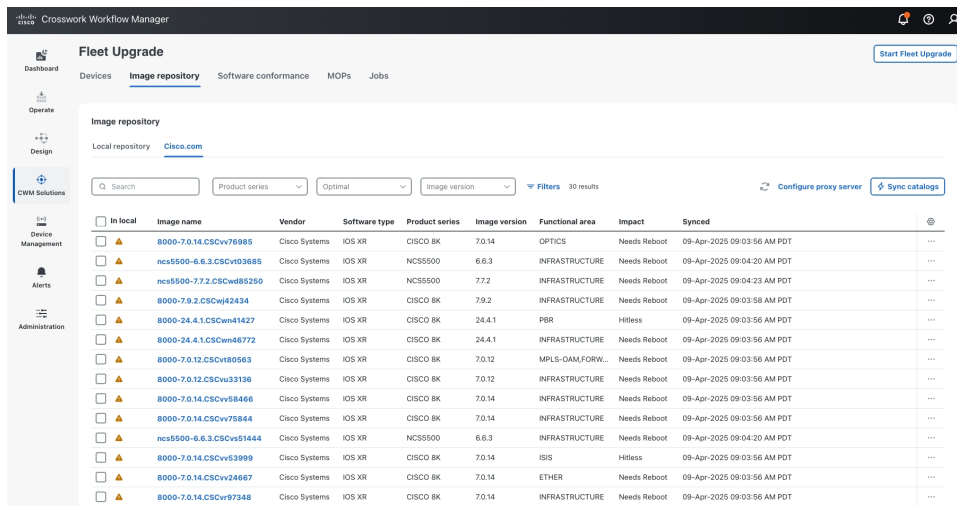 cisco Crosswork Workflow Manager
Fleet Upgrade
Start Fleet Upgrade
Dashboard
Operate
Design
CWM Solutions
Device Management
Alerts
Administration
Devices Image repository Software conformance MOPs Jobs
Image repository
Local repository Cisco.com
Search Product series Optimal Image version Filters 30 results Configure proxy server Sync catalogs
In local Image name Vendor Software type Product series Image version Functional area Impact Synced
8000-7.0.14.CSCvv76985 Cisco Systems IOS XR CISCO 8K 7.0.14 OPTICS Needs Reboot 09-Apr-2025 09:03:56 AM PDT ...
ncs5500-6.6.3.CSCvt03685 Cisco Systems IOS XR NCS5500 6.6.3 INFRASTRUCTURE Needs Reboot 09-Apr-2025 09:04:20 AM PDT ...
ncs5500-7.7.2.CSCwd85250 Cisco Systems IOS XR NCS5500 7.7.2 INFRASTRUCTURE Needs Reboot 09-Apr-2025 09:04:23 AM PDT ...
8000-7.9.2.CSCwj42434 Cisco Systems IOS XR CISCO 8K 7.9.2 INFRASTRUCTURE Needs Reboot 09-Apr-2025 09:03:58 AM PDT ...
8000-24.4.1.CSCwn41427 Cisco Systems IOS XR CISCO 8K 24.4.1 PBR Hitless 09-Apr-2025 09:03:56 AM PDT ...
8000-24.4.1.CSCwn46772 Cisco Systems IOS XR CISCO 8K 24.4.1 INFRASTRUCTURE Needs Reboot 09-Apr-2025 09:03:56 AM PDT ...
8000-7.0.12.CSCvt80563 Cisco Systems IOS XR CISCO 8K 7.0.12 MPLS-OAM,FORW... Needs Reboot 09-Apr-2025 09:03:56 AM PDT ...
8000-7.0.12.CSCvu33136 Cisco Systems IOS XR CISCO 8K 7.0.12 INFRASTRUCTURE Needs Reboot 09-Apr-2025 09:03:56 AM PDT ...
8000-7.0.14.CSCvv58466 Cisco Systems IOS XR CISCO 8K 7.0.14 INFRASTRUCTURE Needs Reboot 09-Apr-2025 09:03:56 AM PDT ...
8000-7.0.14.CSCvv75844 Cisco Systems IOS XR CISCO 8K 7.0.14 INFRASTRUCTURE Needs Reboot 09-Apr-2025 09:03:56 AM PDT ...
ncs5500-6.6.3.CSCvs51444 Cisco Systems IOS XR NCS5500 6.6.3 INFRASTRUCTURE Needs Reboot 09-Apr-2025 09:04:20 AM PDT ...
8000-7.0.14.CSCvv53999 Cisco Systems IOS XR CISCO 8K 7.0.14 ISIS Hitless 09-Apr-2025 09:03:56 AM PDT ...
8000-7.0.14.CSCvv24667 Cisco Systems IOS XR CISCO 8K 7.0.14 ETHER Needs Reboot 09-Apr-2025 09:03:56 AM PDT ...
8000-7.0.14.CSCvr97348 Cisco Systems IOS XR CISCO 8K 7.0.14 INFRASTRUCTURE Needs Reboot 09-Apr-2025 09:03:56 AM PDT ...